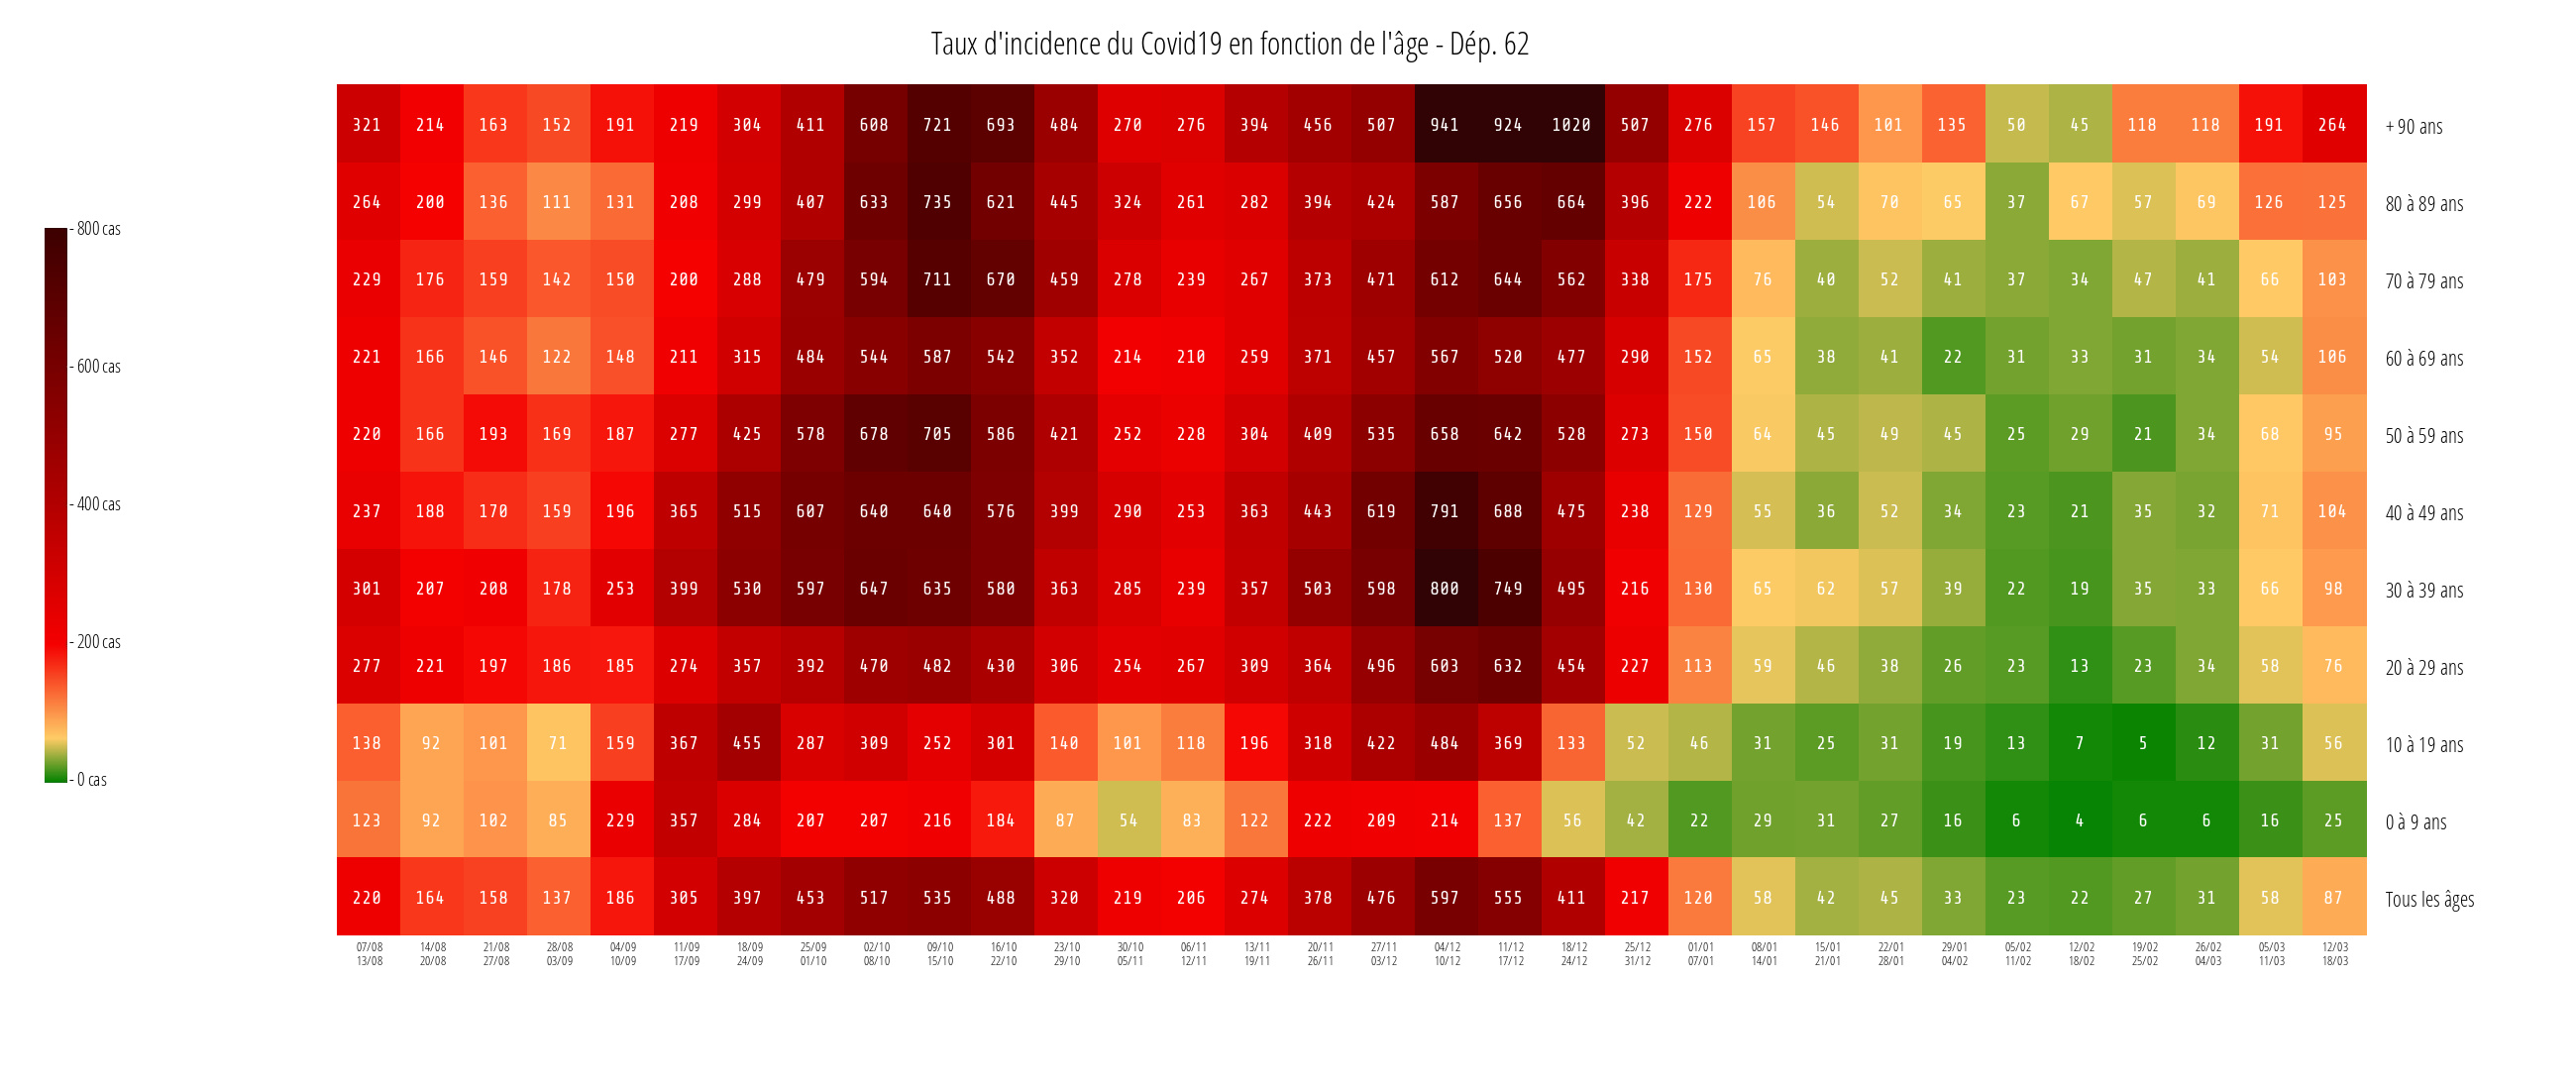 Taux d'incidence du Covid19 en fonction de l'âge - Dép. 62
- 800 cas
- 600 cas
- 400 cas
- 200 cas
- 0 cas
321 214 163 152 191 219 304 411 608 721 693 484 270 276 394 456 507 941 924 1020 507 276 157 146 101 135 50 45 118 118 191 264 + 90 ans
264 200 136 111 131 208 299 407 633 735 621 445 324 261 282 394 424 587 656 664 396 222 106 54 70 65 37 67 57 69 126 125 80 à 89 ans
229 176 159 142 150 200 288 479 594 711 670 459 278 239 267 373 471 612 644 562 338 175 76 40 52 41 37 34 47 41 66 103 70 à 79 ans
221 166 146 122 148 211 315 484 544 587 542 352 214 210 259 371 457 567 520 477 290 152 65 38 41 22 31 33 31 34 54 106 60 à 69 ans
220 166 193 169 187 277 425 578 678 705 586 421 252 228 304 409 535 658 642 528 273 150 64 45 49 45 25 29 21 34 68 95 50 à 59 ans
237 188 170 159 196 365 515 607 640 640 576 399 290 253 363 443 619 791 688 475 238 129 55 36 52 34 23 21 35 32 71 104 40 à 49 ans
301 207 208 178 253 399 530 597 647 635 580 363 285 239 357 503 598 800 749 495 216 130 65 62 57 39 22 19 35 33 66 98 30 à 39 ans
277 221 197 186 185 274 357 392 470 482 430 306 254 267 309 364 496 603 632 454 227 113 59 46 38 26 23 13 23 34 58 76 20 à 29 ans
138 92 101 71 159 367 455 287 309 252 301 140 101 118 196 318 422 484 369 133 52 46 31 25 31 19 13 7 5 12 31 56 10 à 19 ans
123 92 102 85 229 357 284 207 207 216 184 87 54 83 122 222 209 214 137 56 42 22 29 31 27 16 6 4 6 6 16 25 0 à 9 ans
220 164 158 137 186 305 397 453 517 535 488 320 219 206 274 378 476 597 555 411 217 120 58 42 45 33 23 22 27 31 58 87 Tous les âges
07/08 14/08 21/08 28/08 04/09 11/09 18/09 25/09 02/10 09/10 16/10 23/10 30/10 06/11 13/11 20/11 27/11 04/12 11/12 18/12 25/12 01/01 08/01 15/01 22/01 29/01 05/02 12/02 19/02 26/02 05/03 12/03
13/08 20/08 27/08 03/09 10/09 17/09 24/09 01/10 08/10 15/10 22/10 29/10 05/11 12/11 19/11 26/11 03/12 10/12 17/12 24/12 31/12 07/01 14/01 21/01 28/01 04/02 11/02 18/02 25/02 04/03 11/03 18/03